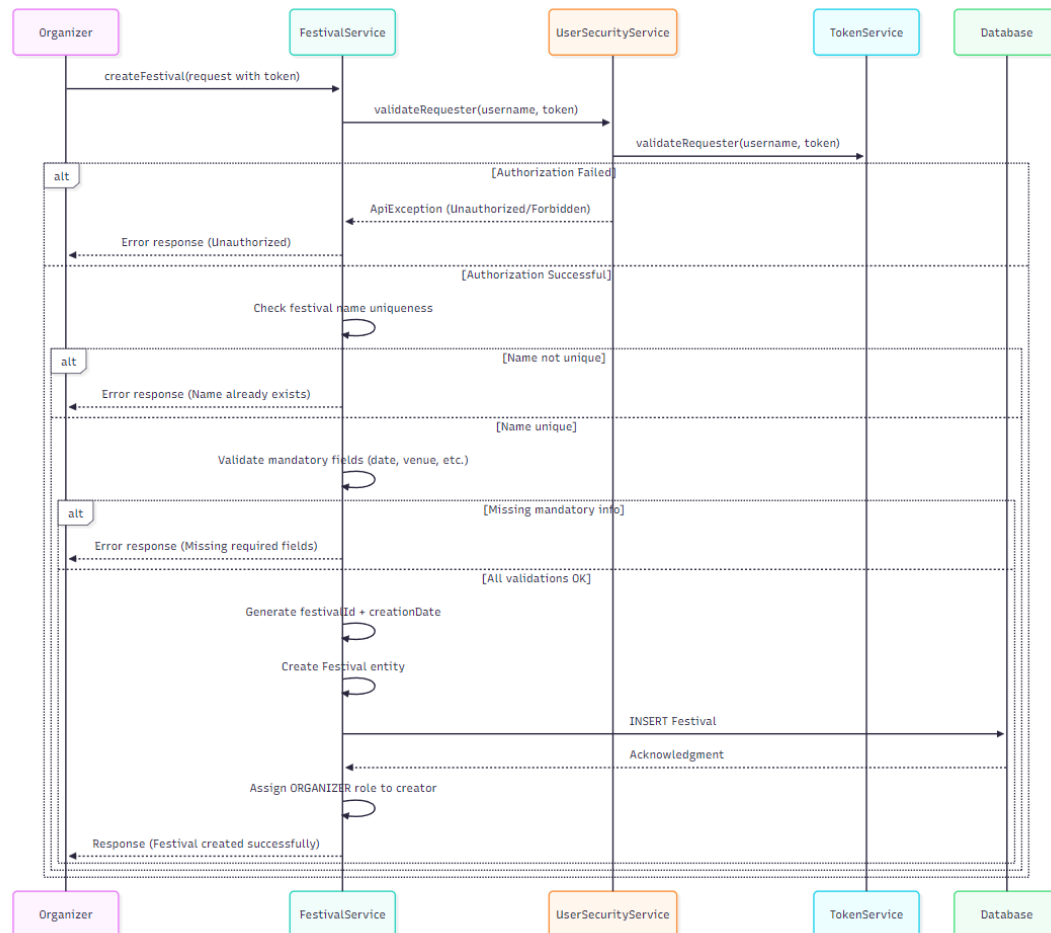 Organizer
FestivalService
UserSecurityService
TokenService
Database
createFestival(request with token)
validateRequester(username, token)
validateRequester(username, token)
alt
[Authorization Failed]
ApiException (Unauthorized/Forbidden)
Error response (Unauthorized)
[Authorization Successful]
Check festival name uniqueness
alt
[Name not unique]
Error response (Name already exists)
[Name unique]
Validate mandatory fields (date, venue, etc.)
alt
[Missing mandatory info]
Error response (Missing required fields)
[All validations OK]
Generate festivalId + creationDate
Create Festival entity
INSERT Festival
Acknowledgment
Assign ORGANIZER role to creator
Response (Festival created successfully)
Organizer
FestivalService
UserSecurityService
TokenService
Database